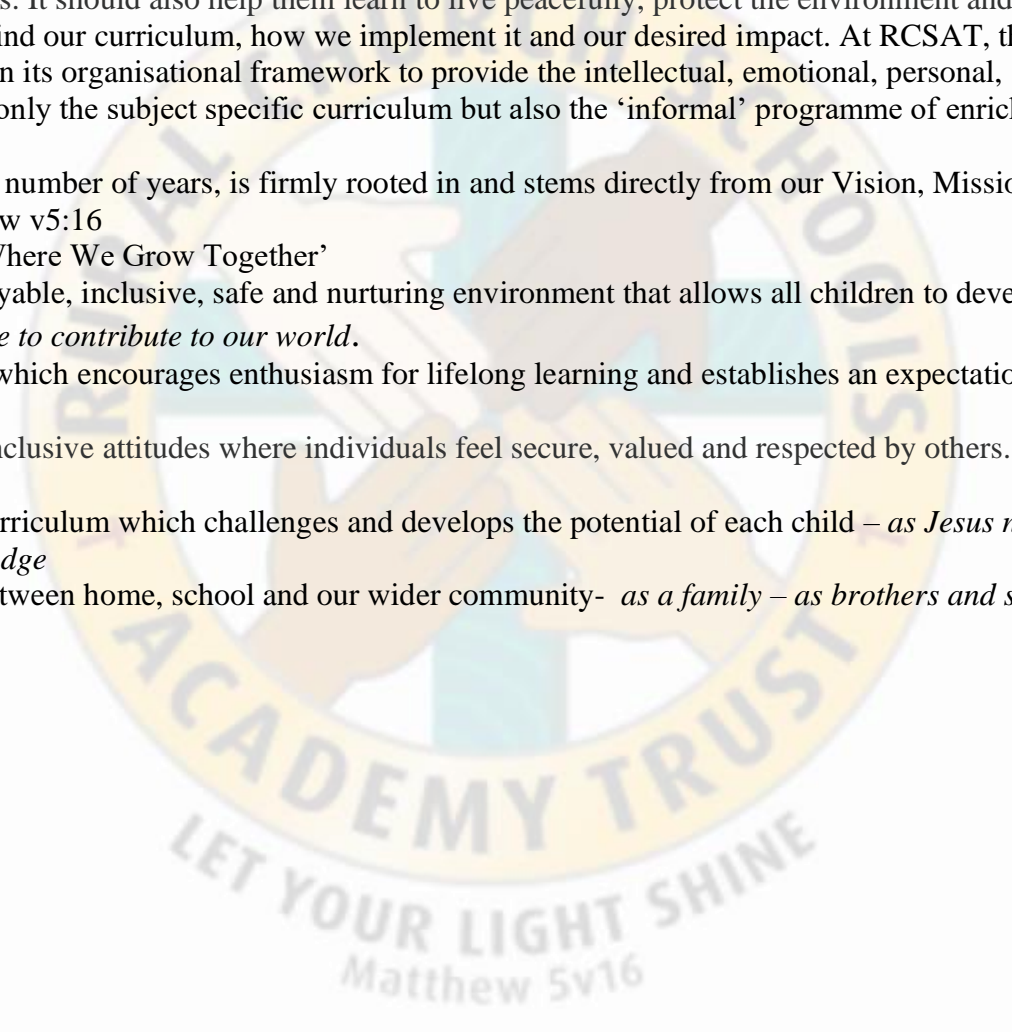 s. It should also help them learn to live peacefully, protect the environment and
ind our curriculum, how we implement it and our desired impact. At RCSAT, th
n its organisational framework to provide the intellectual, emotional, personal,
only the subject specific curriculum but also the ‘informal’ programme of enric
number of years, is firmly rooted in and stems directly from our Vision, Missio
w v5:16
here We Grow Together’
yable, inclusive, safe and nurturing environment that allows all children to deve
e to contribute to our world.
which encourages enthusiasm for lifelong learning and establishes an expectatio
nclusive attitudes where individuals feel secure, valued and respected by others.
rriculum which challenges and develops the potential of each child – as Jesus n
dge
tween home, school and our wider community- as a family – as brothers and s
RURAL CHURCH SCHOOLS
ACADEMY TRUST
LET YOUR LIGHT SHINE
Matthew 5v16